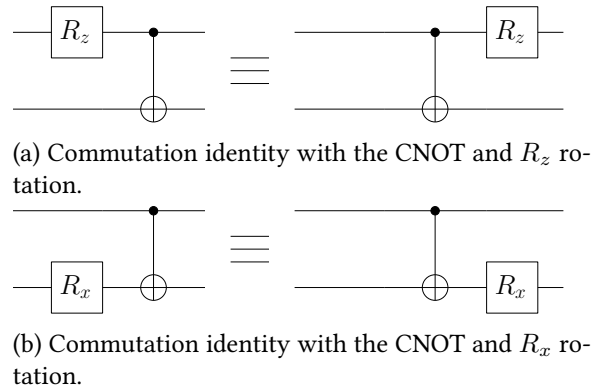 R_z R_z
(a) Commutation identity with the CNOT and R_z ro-
tation.
R_x R_x
(b) Commutation identity with the CNOT and R_x ro-
tation.